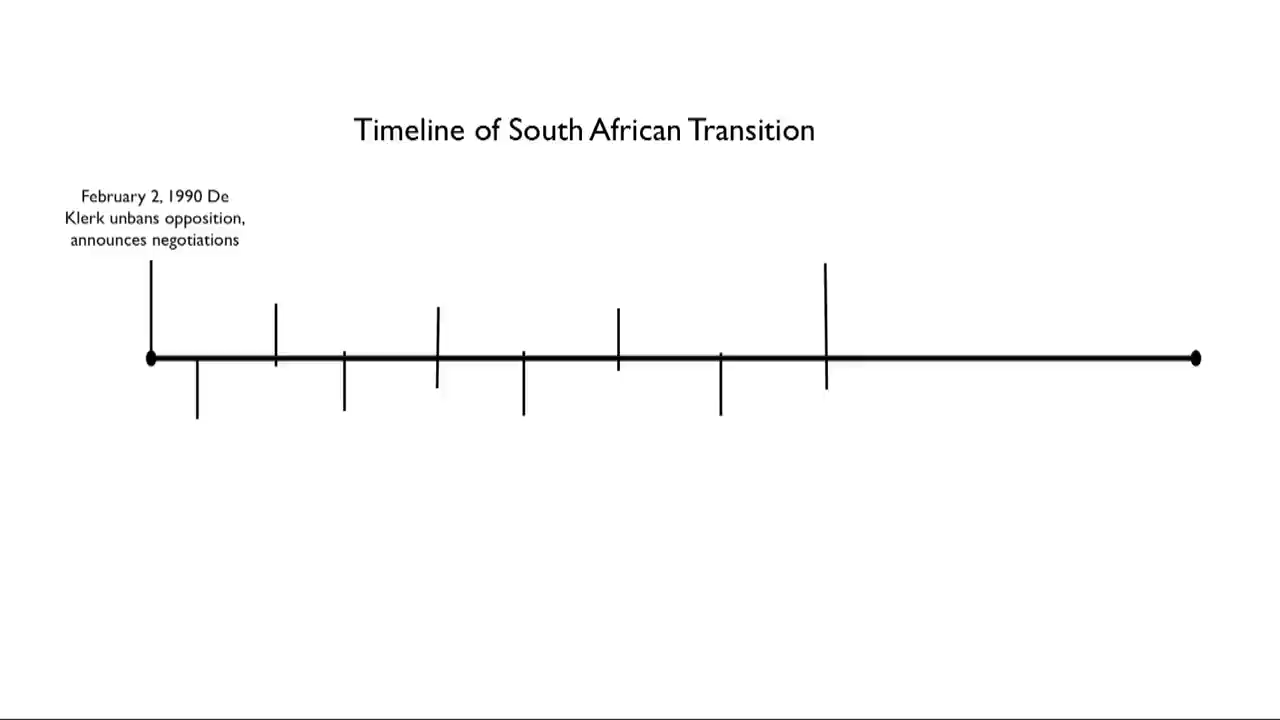 Timeline of South African Transition
February 2, 1990 De
Klerk unbans opposition,
announces negotiations